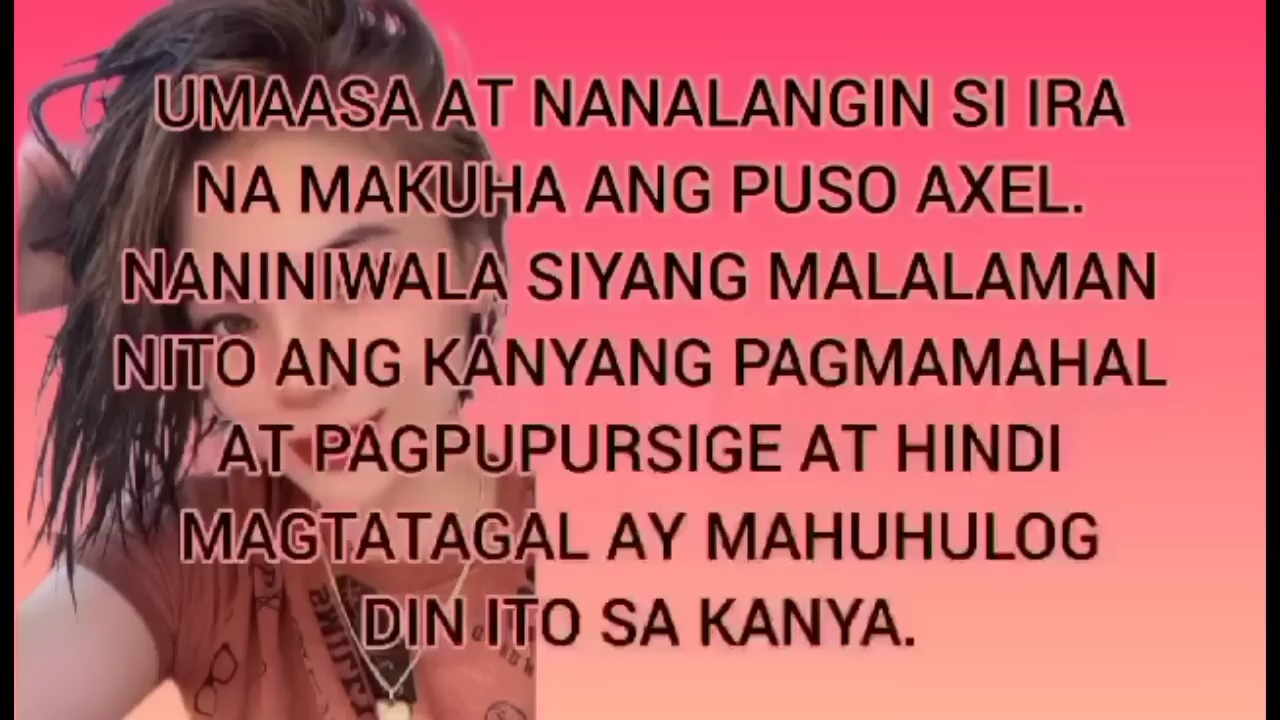 UMAASA AT NANALANGIN SI IRA
NA MAKUHA ANG PUSO AXEL.
NANINIWALA SIYANG MALALAMAN
NITO ANG KANYANG PAGMAMAHAL
AT PAGPUPURSIGE AT HINDI
MAGTATAGAL AY MAHUHULOG
DIN ITO SA KANYA.